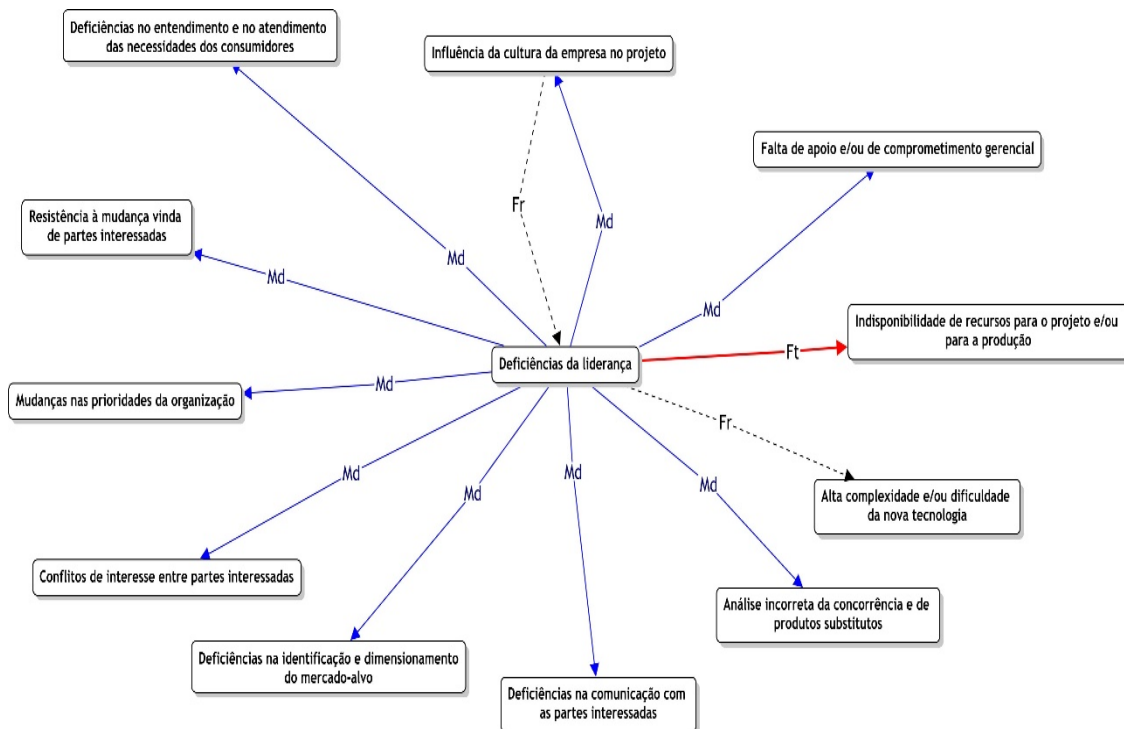 Deficiências no entendimento e no atendimento
das necessidades dos consumidores
Influência da cultura da empresa no projeto
Falta de apoio e/ou de comprometimento gerencial
Fr
Md
Resistência à mudança vinda
de partes interessadas
Md
Md
Md
Indisponibilidade de recursos para o projeto e/ou
para a produção
Deficiências da liderança
Ft
Mudanças nas prioridades da organização
Md
Fr
Md
Md
Md
Md
Alta complexidade e/ou dificuldade
da nova tecnologia
Conflitos de interesse entre partes interessadas
Análise incorreta da concorrência e de
produtos substitutos
Deficiências na identificação e dimensionamento
do mercado-alvo
Deficiências na comunicação com
as partes interessadas